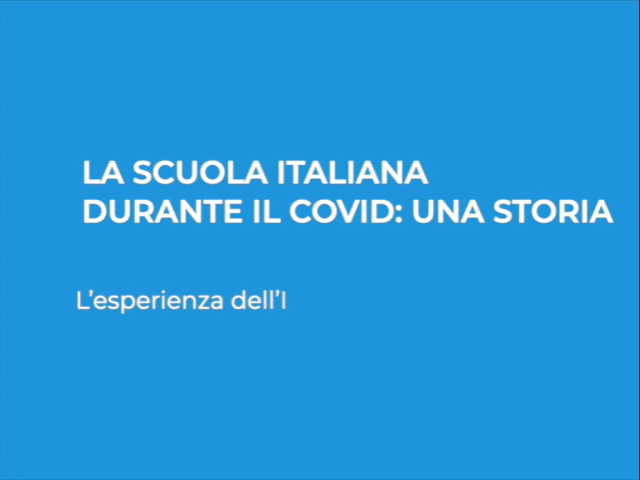 LA SCUOLA ITALIANA
DURANTE IL COVID: UNA STORIA
L’esperienza dell’I